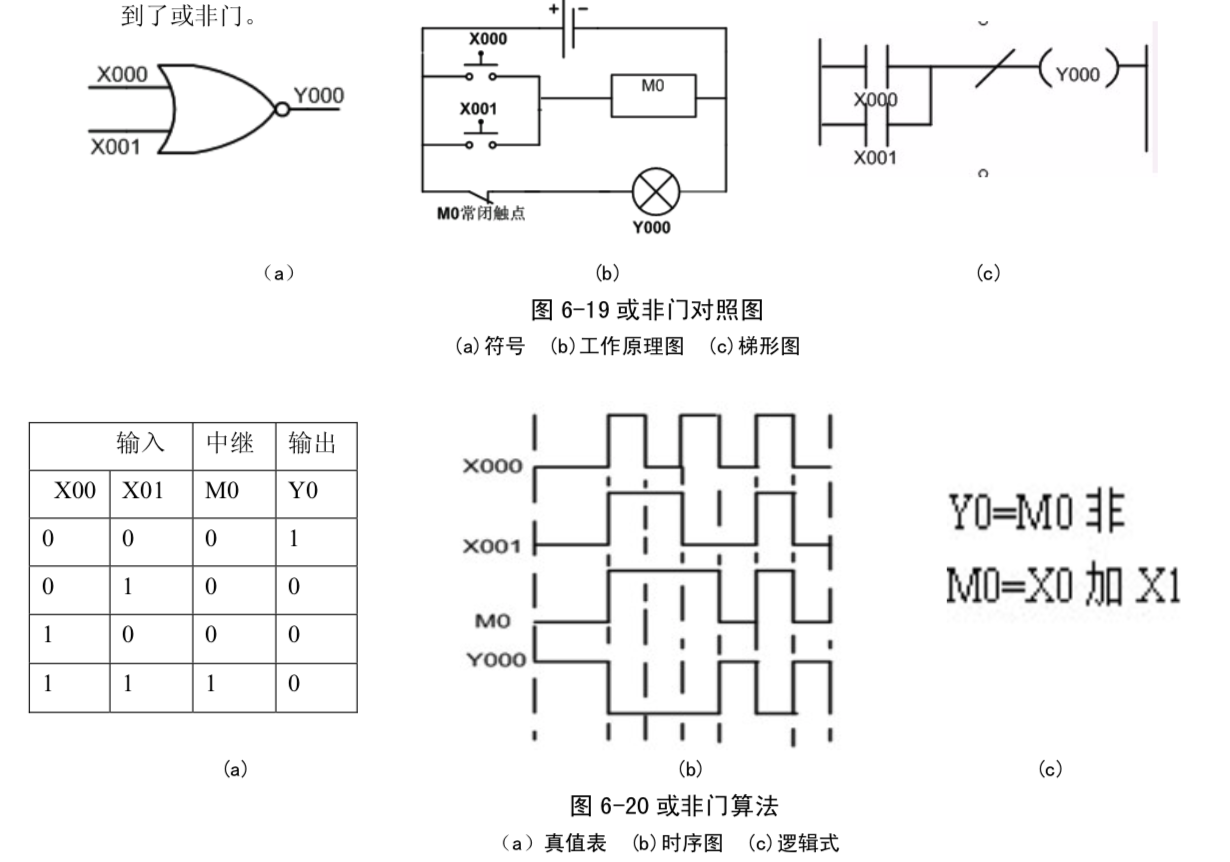 到了或非门。
X000
X001
Y000
+ -
X000
X001
M0
M0常闭触点
Y000
X000
X001
Y000
(a) (b) (c)
图 6-19 或非门对照图
(a)符号 (b)工作原理图 (c)梯形图
输入 中继 输出
X00 X01 M0 Y0
0 0 0 1
0 1 0 0
1 0 0 0
1 1 1 0
X000
X001
M0
Y000
Y0=M0 非
M0=X0 加 X1
(a) (b) (c)
图 6-20 或非门算法
(a) 真值表 (b)时序图 (c)逻辑式